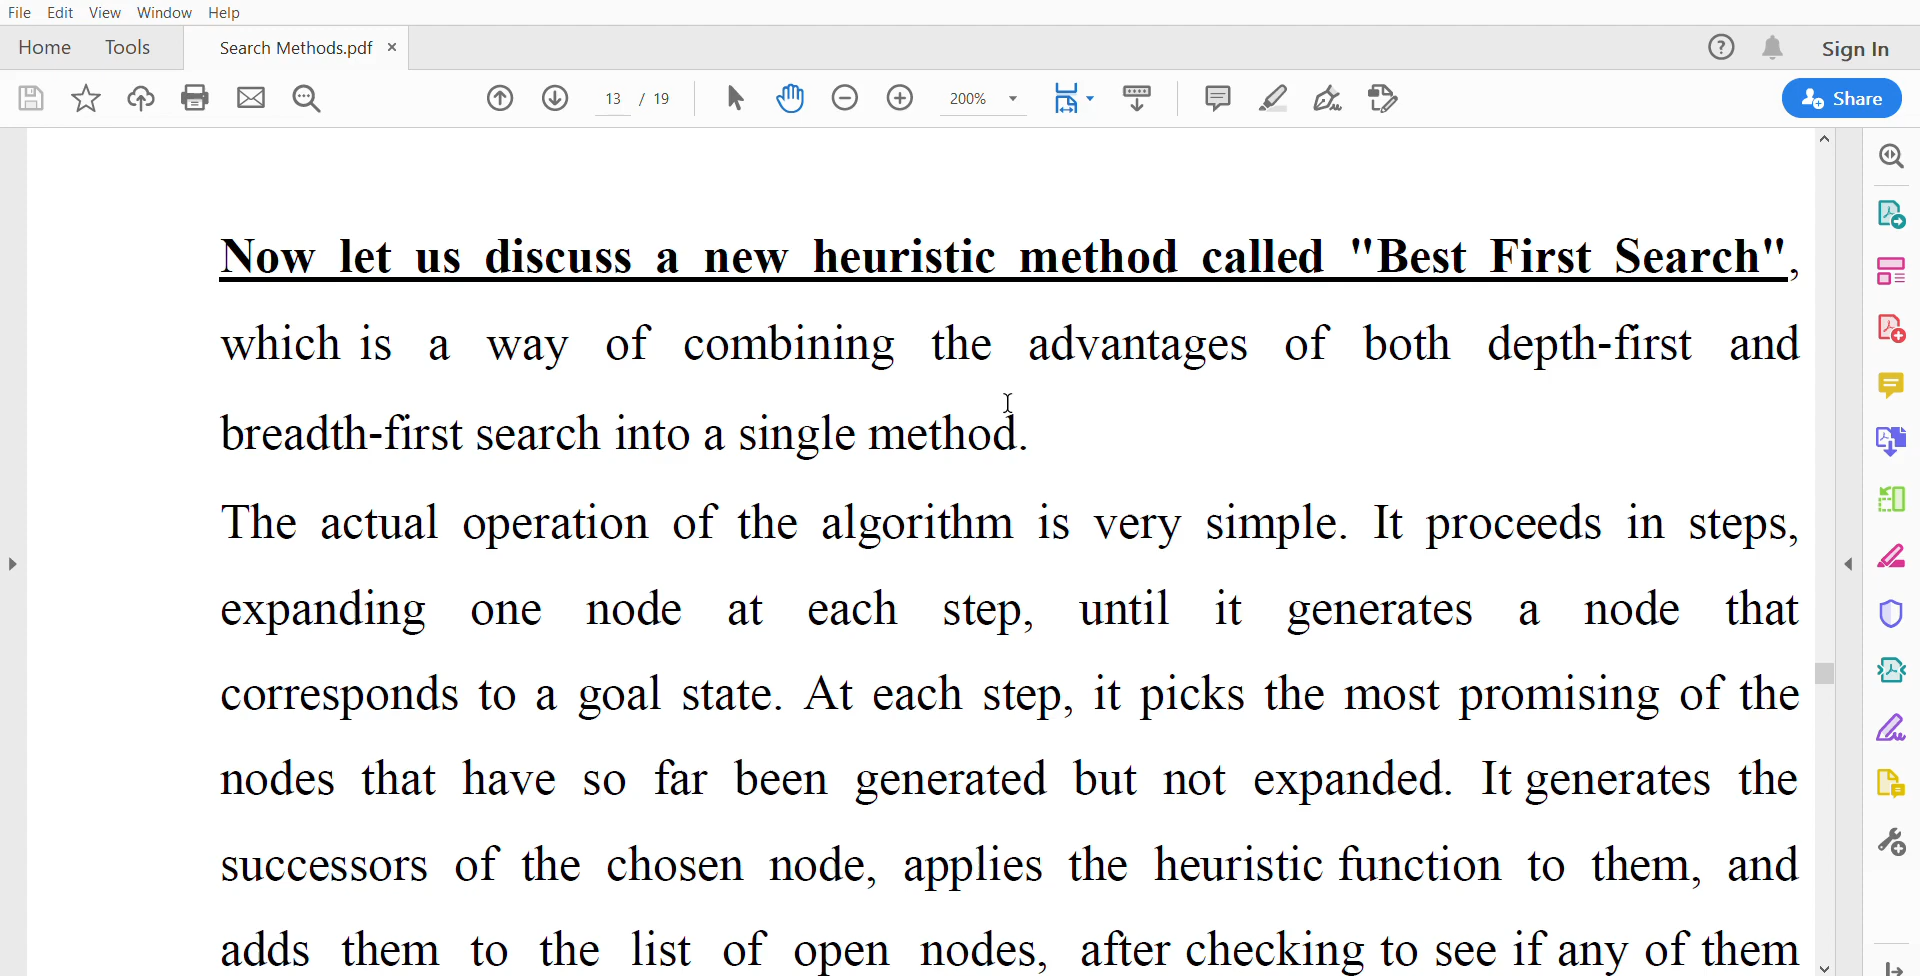 File Edit View Window Help
Home Tools Search Methods.pdf × Sign In
13 / 19 200% Share
Now let us discuss a new heuristic method called "Best First Search",
which is a way of combining the advantages of both depth-first and
breadth-first search into a single method.
The actual operation of the algorithm is very simple. It proceeds in steps,
expanding one node at each step, until it generates a node that
corresponds to a goal state. At each step, it picks the most promising of the
nodes that have so far been generated but not expanded. It generates the
successors of the chosen node, applies the heuristic function to them, and
adds them to the list of open nodes, after checking to see if any of them